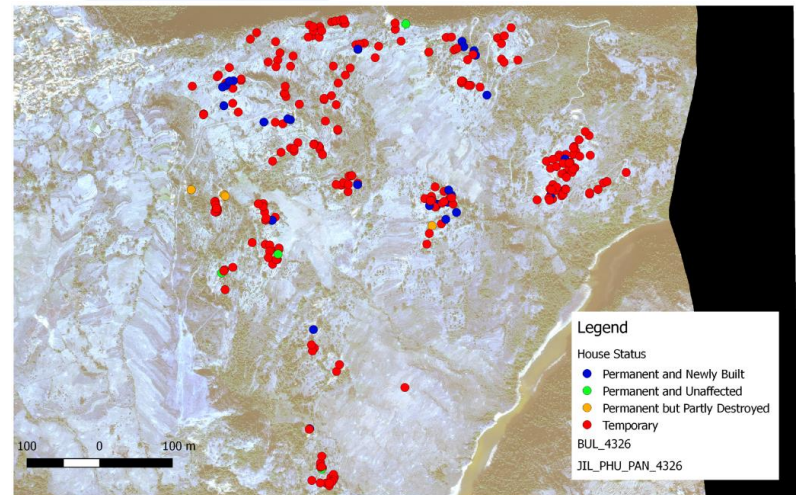 Legend
House Status
Permanent and Newly Built
Permanent and Unaffected
Permanent but Partly Destroyed
Temporary
BUL_4326
JIL_PHU_PAN_4326
100 0 100 m